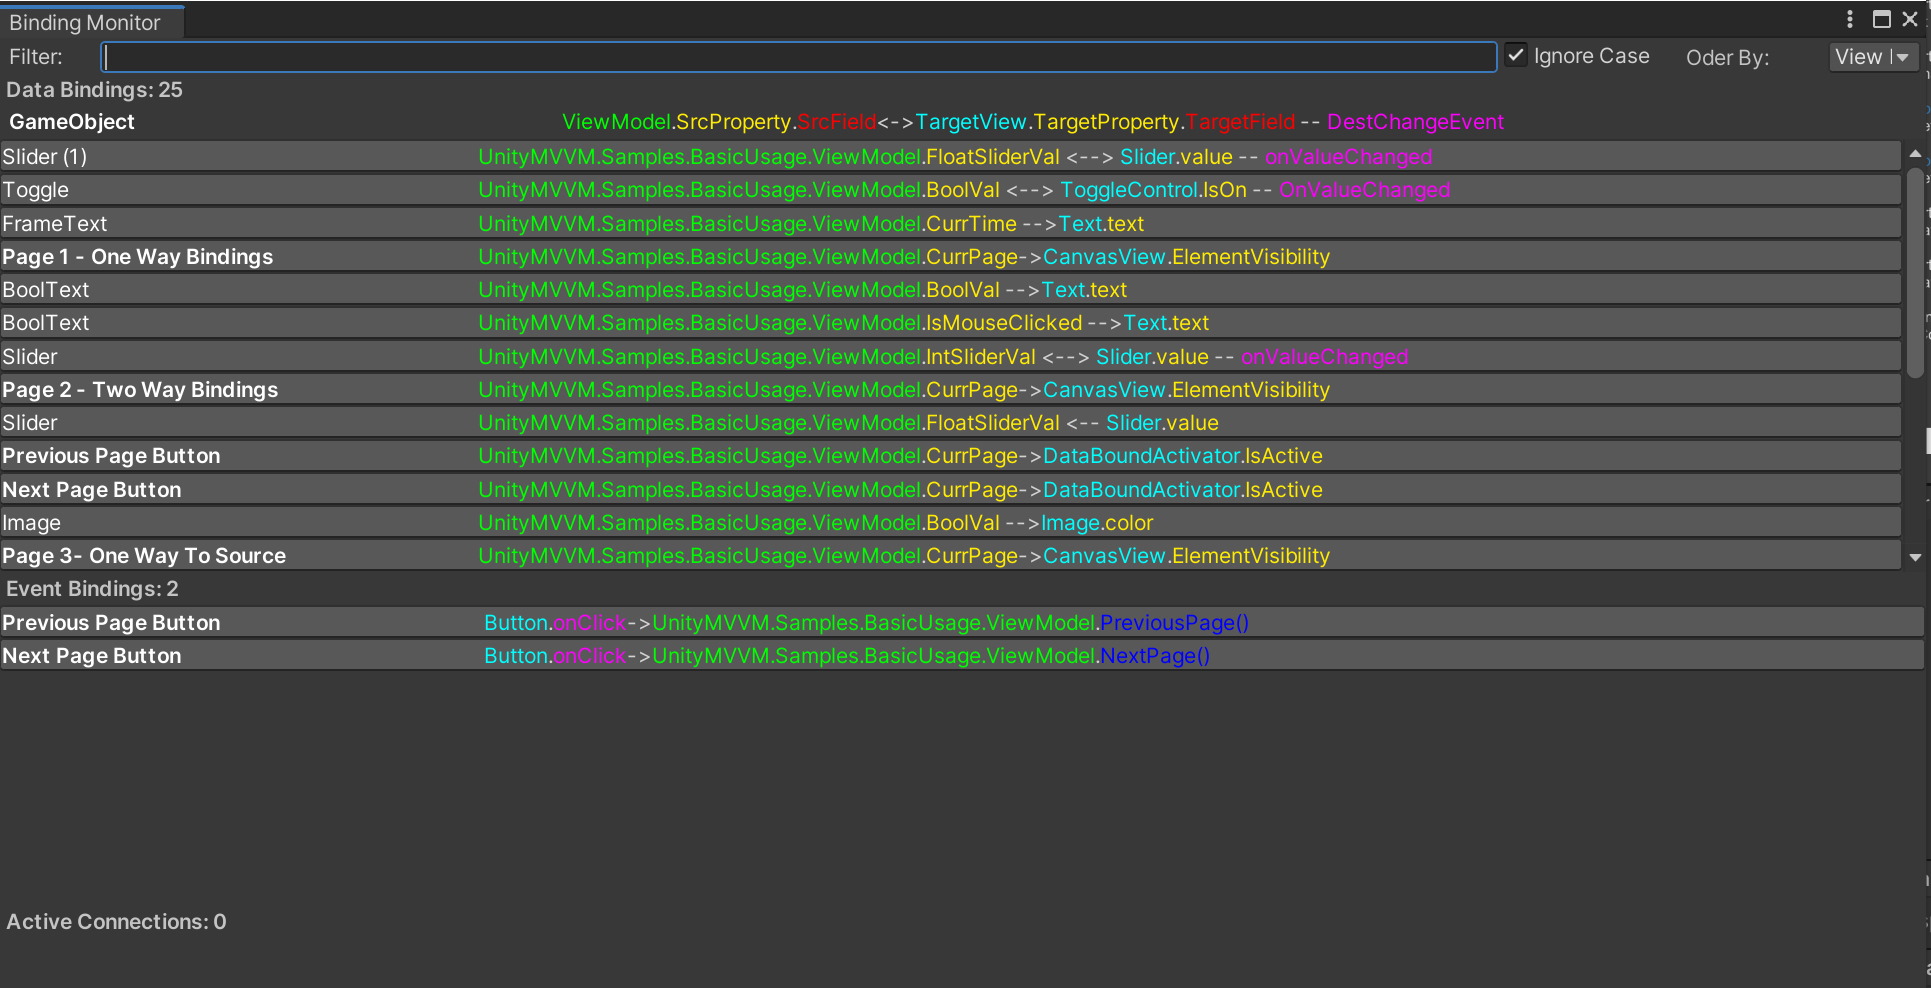 Binding Monitor
Filter: Ignore Case Oder By: View
Data Bindings: 25
GameObject ViewModel.SrcProperty.SrcField<->TargetView.TargetProperty.TargetField -- DestChangeEvent
Slider (1) UnityMVVM.Samples.BasicUsage.ViewModel.FloatSliderVal <--> Slider.value -- onValueChanged
Toggle UnityMVVM.Samples.BasicUsage.ViewModel.BoolVal <--> ToggleControl.IsOn -- OnValueChanged
FrameText UnityMVVM.Samples.BasicUsage.ViewModel.CurrTime -->Text.text
Page 1 - One Way Bindings UnityMVVM.Samples.BasicUsage.ViewModel.CurrPage->CanvasView.ElementVisibility
BoolText UnityMVVM.Samples.BasicUsage.ViewModel.BoolVal -->Text.text
BoolText UnityMVVM.Samples.BasicUsage.ViewModel.IsMouseClicked -->Text.text
Slider UnityMVVM.Samples.BasicUsage.ViewModel.IntSliderVal <--> Slider.value -- onValueChanged
Page 2 - Two Way Bindings UnityMVVM.Samples.BasicUsage.ViewModel.CurrPage->CanvasView.ElementVisibility
Slider UnityMVVM.Samples.BasicUsage.ViewModel.FloatSliderVal <-- Slider.value
Previous Page Button UnityMVVM.Samples.BasicUsage.ViewModel.CurrPage->DataBoundActivator.IsActive
Next Page Button UnityMVVM.Samples.BasicUsage.ViewModel.CurrPage->DataBoundActivator.IsActive
Image UnityMVVM.Samples.BasicUsage.ViewModel.BoolVal -->Image.color
Page 3- One Way To Source UnityMVVM.Samples.BasicUsage.ViewModel.CurrPage->CanvasView.ElementVisibility
Event Bindings: 2
Previous Page Button Button.onClick->UnityMVVM.Samples.BasicUsage.ViewModel.PreviousPage()
Next Page Button Button.onClick->UnityMVVM.Samples.BasicUsage.ViewModel.NextPage()
Active Connections: 0